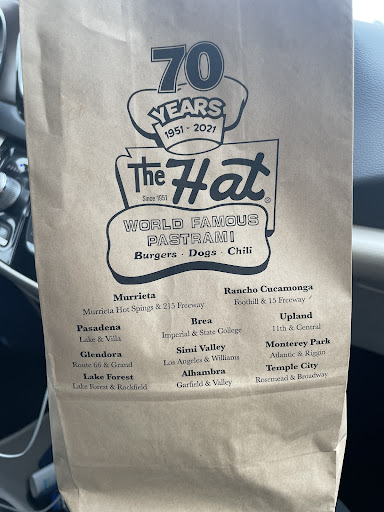 70
YEARS
1951 - 2021
The Hat ®
Since 1951
WORLD FAMOUS
PASTRAMI
Burgers · Dogs · Chili
Murrieta
Murrieta Hot Spings & 215 Freeway
Rancho Cucamonga
Foothill & 15 Freeway
Pasadena
Lake & Villa
Brea
Imperial & State College
Upland
11th & Central
Glendora
Route 66 & Grand
Simi Valley
Los Angeles & Williams
Monterey Park
Atlantic & Riggin
Lake Forest
Lake Forest & Rockfield
Alhambra
Garfield & Valley
Temple City
Rosemead & Broadway